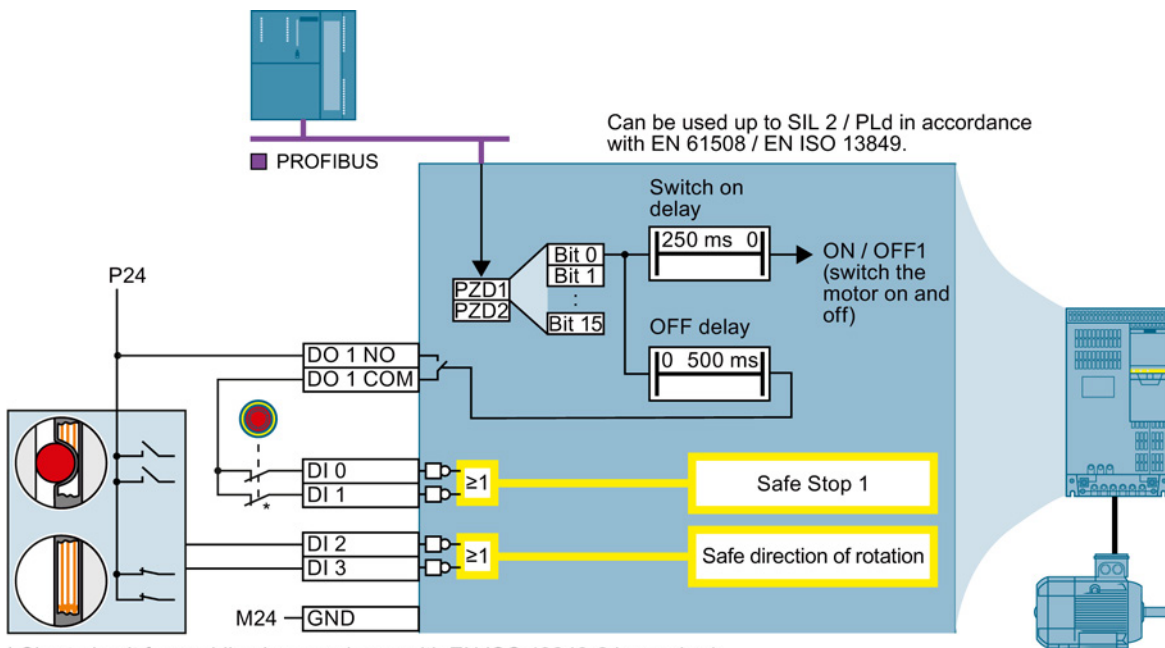 PROFIBUS
Can be used up to SIL 2 / PLd in accordance
with EN 61508 / EN ISO 13849.
Switch on
delay
250 ms 0
Bit 0
Bit 1
:
Bit 15
PZD1
PZD2
ON / OFF1
(switch the
motor on and
off)
OFF delay
0 500 ms
P24
DO 1 NO
DO 1 COM
DI 0
DI 1
*
≥1
Safe Stop 1
DI 2
DI 3
≥1
Safe direction of rotation
M24
GND